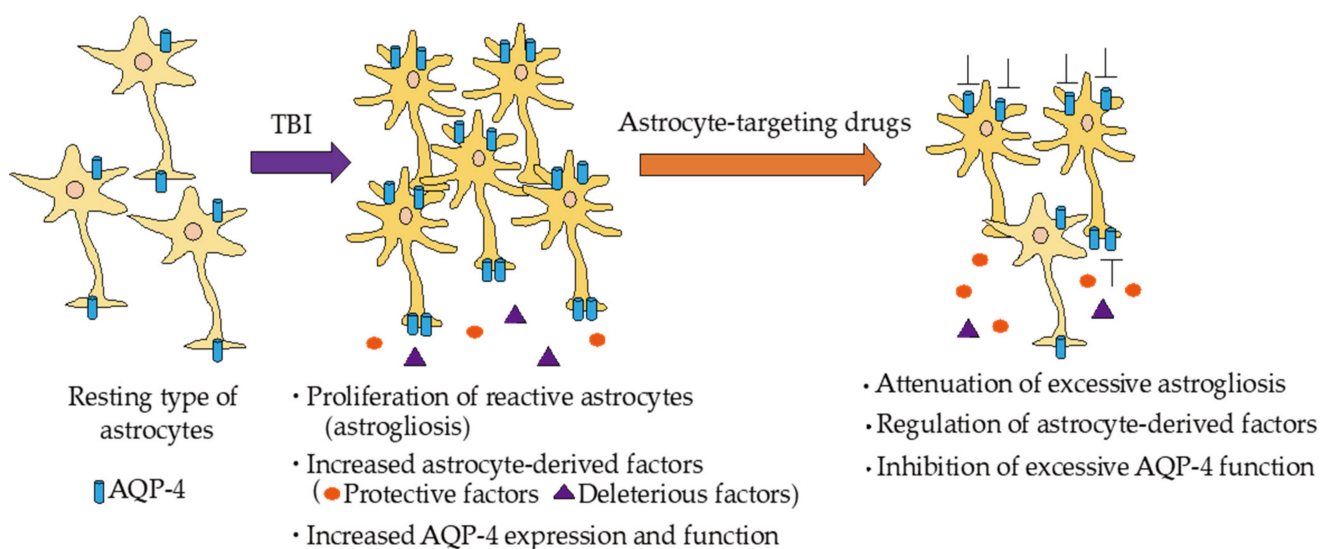 TBI
Astrocyte-targeting drugs
Resting type of
astrocytes
AQP-4
・Proliferation of reactive astrocytes
(astrogliosis)
・Increased astrocyte-derived factors
( Protective factors Deleterious factors)
・Increased AQP-4 expression and function
・Attenuation of excessive astrogliosis
・Regulation of astrocyte-derived factors
・Inhibition of excessive AQP-4 function